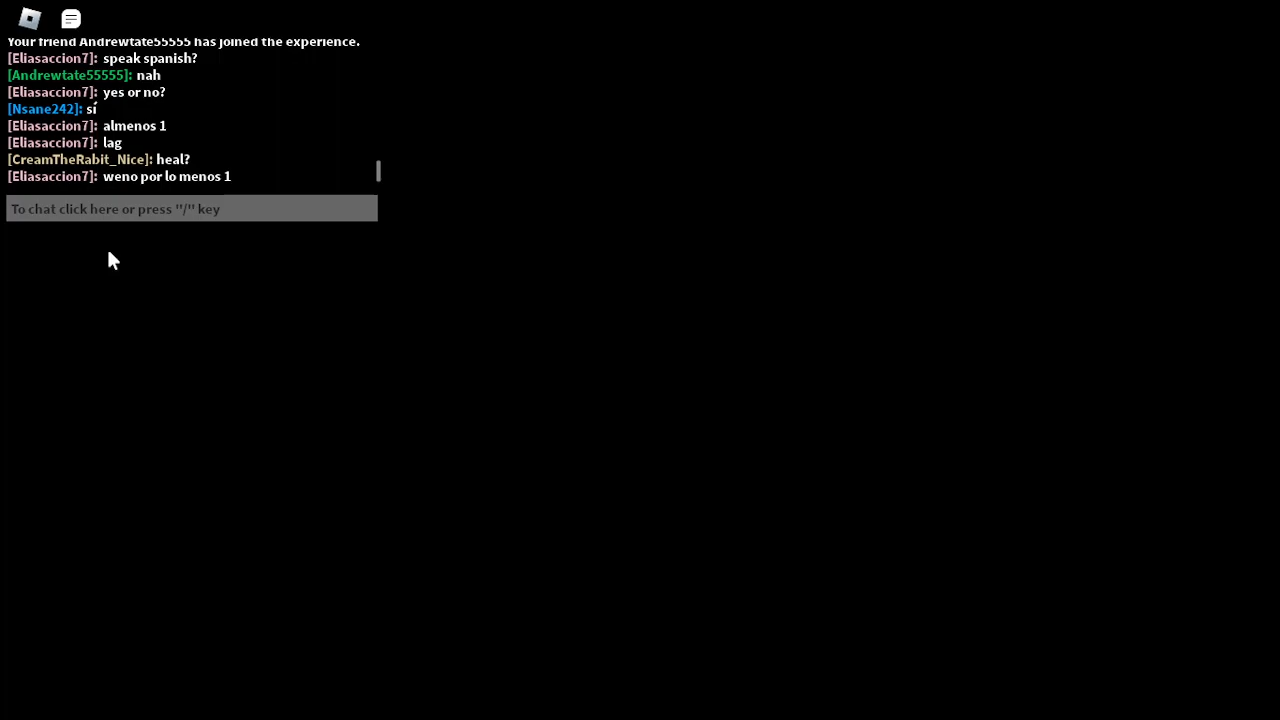 Your friend Andrewtate55555 has joined the experience.
[Eliasaccion7]: speak spanish?
[Andrewtate55555]: nah
[Eliasaccion7]: yes or no?
[Nsane242]: sí
[Eliasaccion7]: almenos 1
[Eliasaccion7]: lag
[CreamTheRabit_Nice]: heal?
[Eliasaccion7]: weno por lo menos 1
To chat click here or press "/" key